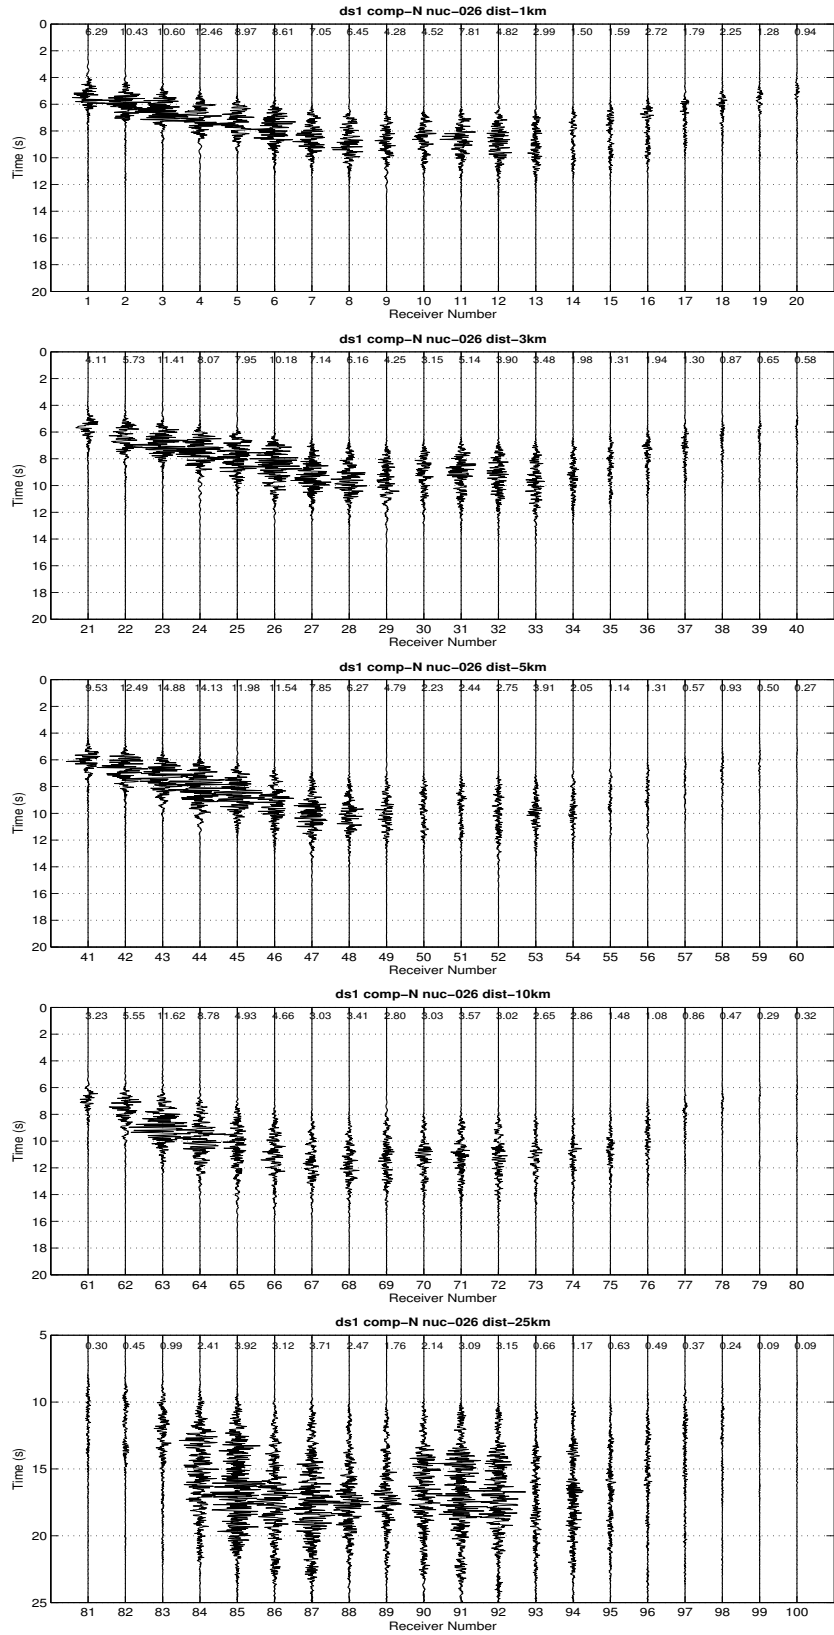 ds1 comp−N nuc−026 dist−1km
6.29 10.43 10.60 12.46 8.97 8.61 7.05 6.45 4.28 4.52 7.81 4.82 2.99 1.50 1.59 2.72 1.79 2.25 1.28 0.94
0
2
4
6
8
10
12
14
16
18
20
Time (s)
1 2 3 4 5 6 7 8 9 10 11 12 13 14 15 16 17 18 19 20
Receiver Number
ds1 comp−N nuc−026 dist−3km
4.11 5.73 11.41 8.07 7.95 10.18 7.14 6.16 4.25 3.15 5.14 3.90 3.48 1.98 1.31 1.94 1.30 0.87 0.65 0.58
0
2
4
6
8
10
12
14
16
18
20
Time (s)
21 22 23 24 25 26 27 28 29 30 31 32 33 34 35 36 37 38 39 40
Receiver Number
ds1 comp−N nuc−026 dist−5km
9.53 12.49 14.88 14.13 11.98 11.54 7.85 6.27 4.79 2.23 2.44 2.75 3.91 2.05 1.14 1.31 0.57 0.93 0.50 0.27
0
2
4
6
8
10
12
14
16
18
20
Time (s)
41 42 43 44 45 46 47 48 49 50 51 52 53 54 55 56 57 58 59 60
Receiver Number
ds1 comp−N nuc−026 dist−10km
3.23 5.55 11.62 8.78 4.93 4.66 3.03 3.41 2.80 3.03 3.57 3.02 2.65 2.86 1.48 1.08 0.86 0.47 0.29 0.32
0
2
4
6
8
10
12
14
16
18
20
Time (s)
61 62 63 64 65 66 67 68 69 70 71 72 73 74 75 76 77 78 79 80
Receiver Number
ds1 comp−N nuc−026 dist−25km
0.30 0.45 0.99 2.41 3.92 3.12 3.71 2.47 1.76 2.14 3.09 3.15 0.66 1.17 0.63 0.49 0.37 0.24 0.09 0.09
5
10
15
20
25
Time (s)
81 82 83 84 85 86 87 88 89 90 91 92 93 94 95 96 97 98 99 100
Receiver Number